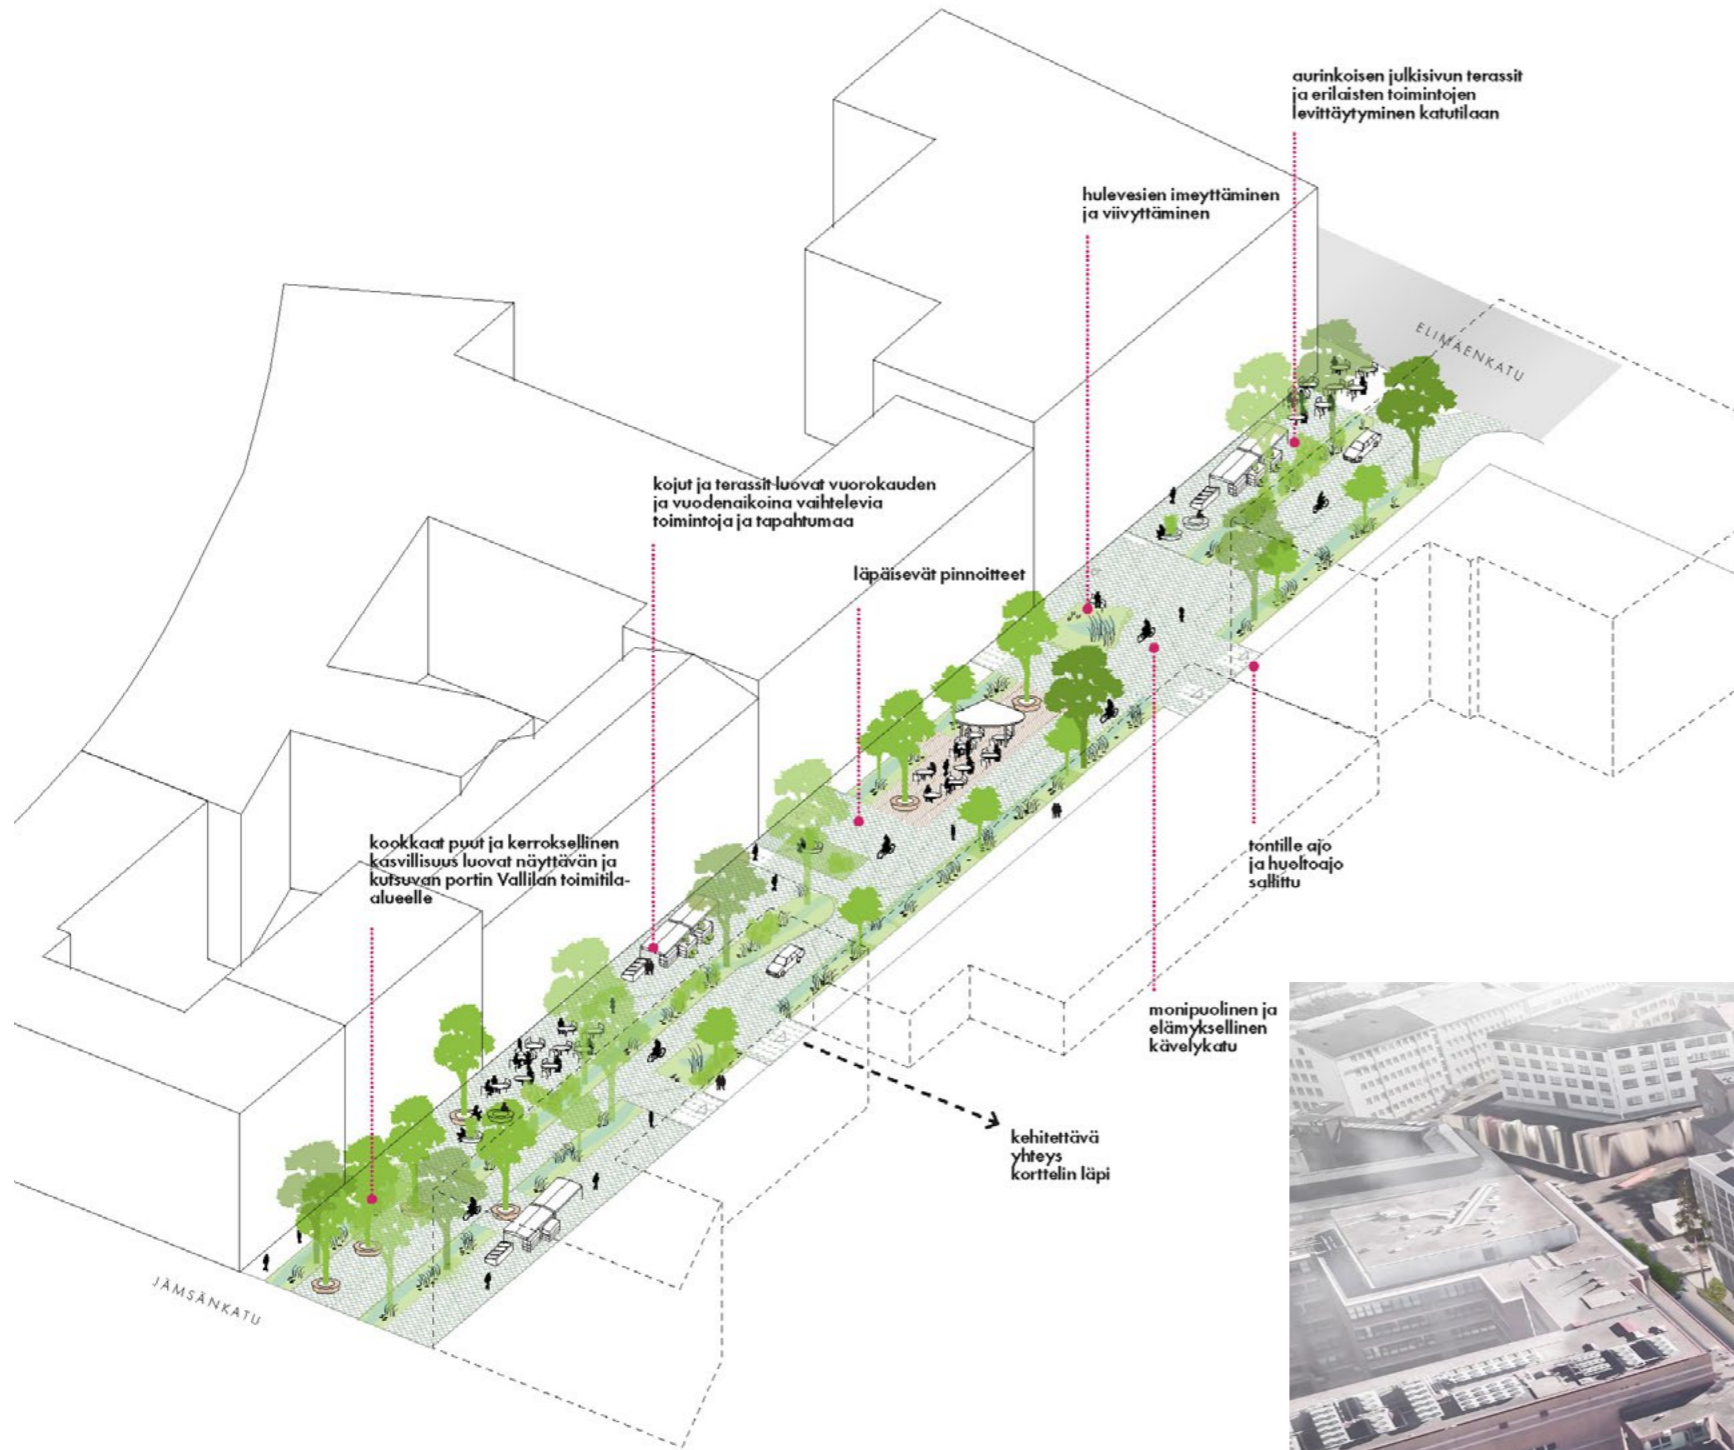 aurinkoisen julkisivun terassit
ja erilaisten toimintojen
levittäytyminen katutilaan
hulevesien imeyttäminen
ja viivyttäminen
ELIMÄENKATU
kojut ja terassit luovat vuorokauden
ja vuodenaikoina vaihtelevia
toimintoja ja tapahtumaa
läpäisevät pinnoitteet
kookkaat puut ja kerroksellinen
kasvillisuus luovat näyttävän ja
kutsuvan portin Vallilan toimitila-
alueelle
tontille ajo
ja huoltoajo
sallittu
monipuolinen ja
elämyksellinen
kävelykatu
kehitettävä
yhteys
korttelin läpi
JÄMSÄNKATU